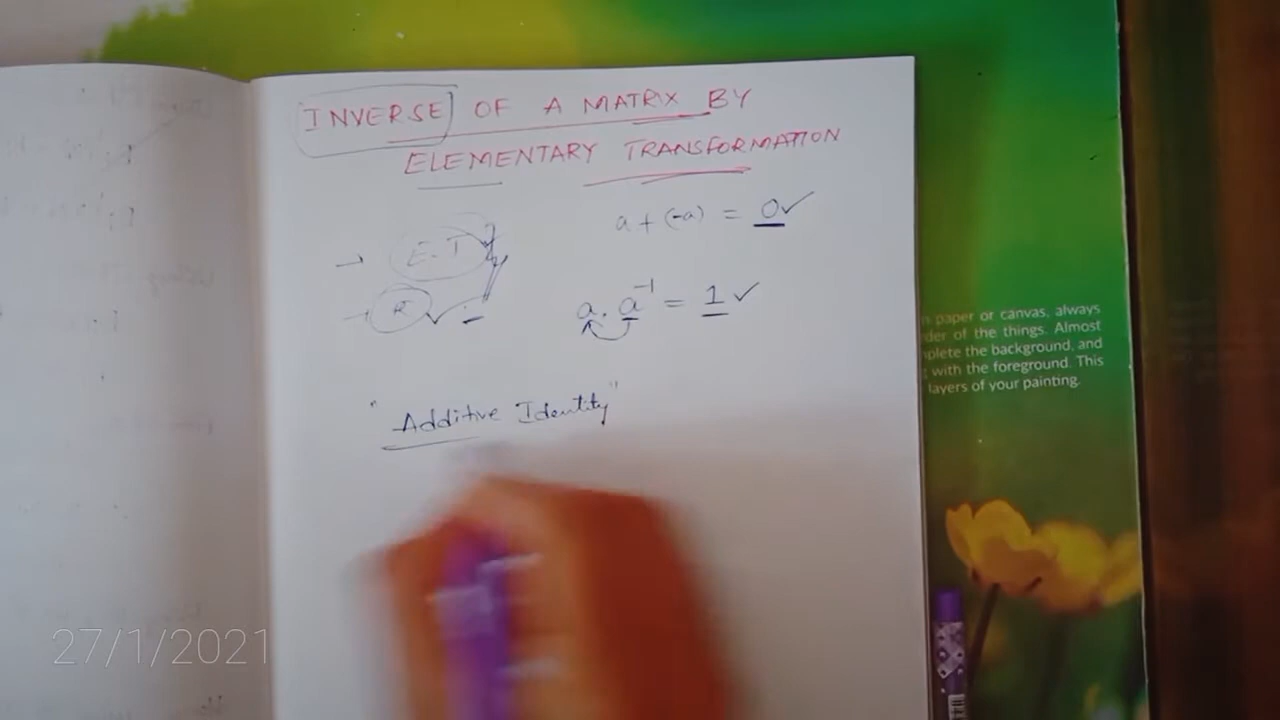 INVERSE OF A MATRIX BY
ELEMENTARY TRANSFORMATION
a + (-a) = 0 ✓
→ E.T
a . a⁻¹ = 1 ✓
→ R ✓
"Additive Identity"
paper or canvas, always
der of the things. Almost
plete the background, and
with the foreground. This
layers of your painting.
27/1/2021